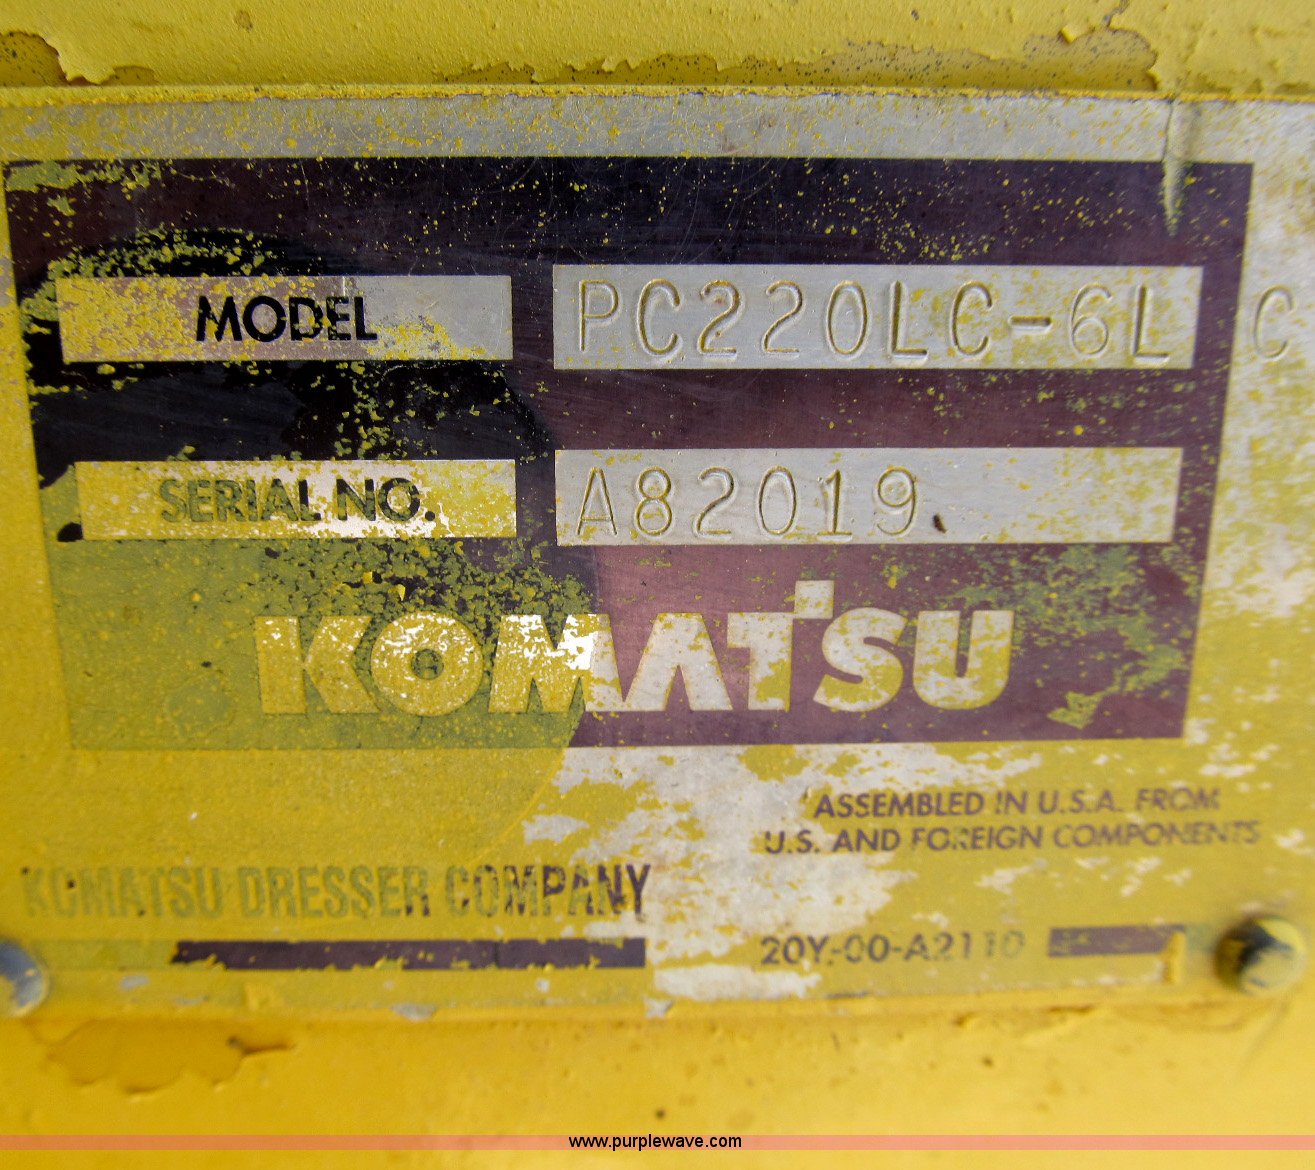 MODEL PC220LC-6L C
SERIAL NO. A82019
KOMATSU
ASSEMBLED IN U.S.A. FROM
U.S. AND FOREIGN COMPONENTS
KOMATSU DRESSER COMPANY
20Y-00-A2110
www.purplewave.com